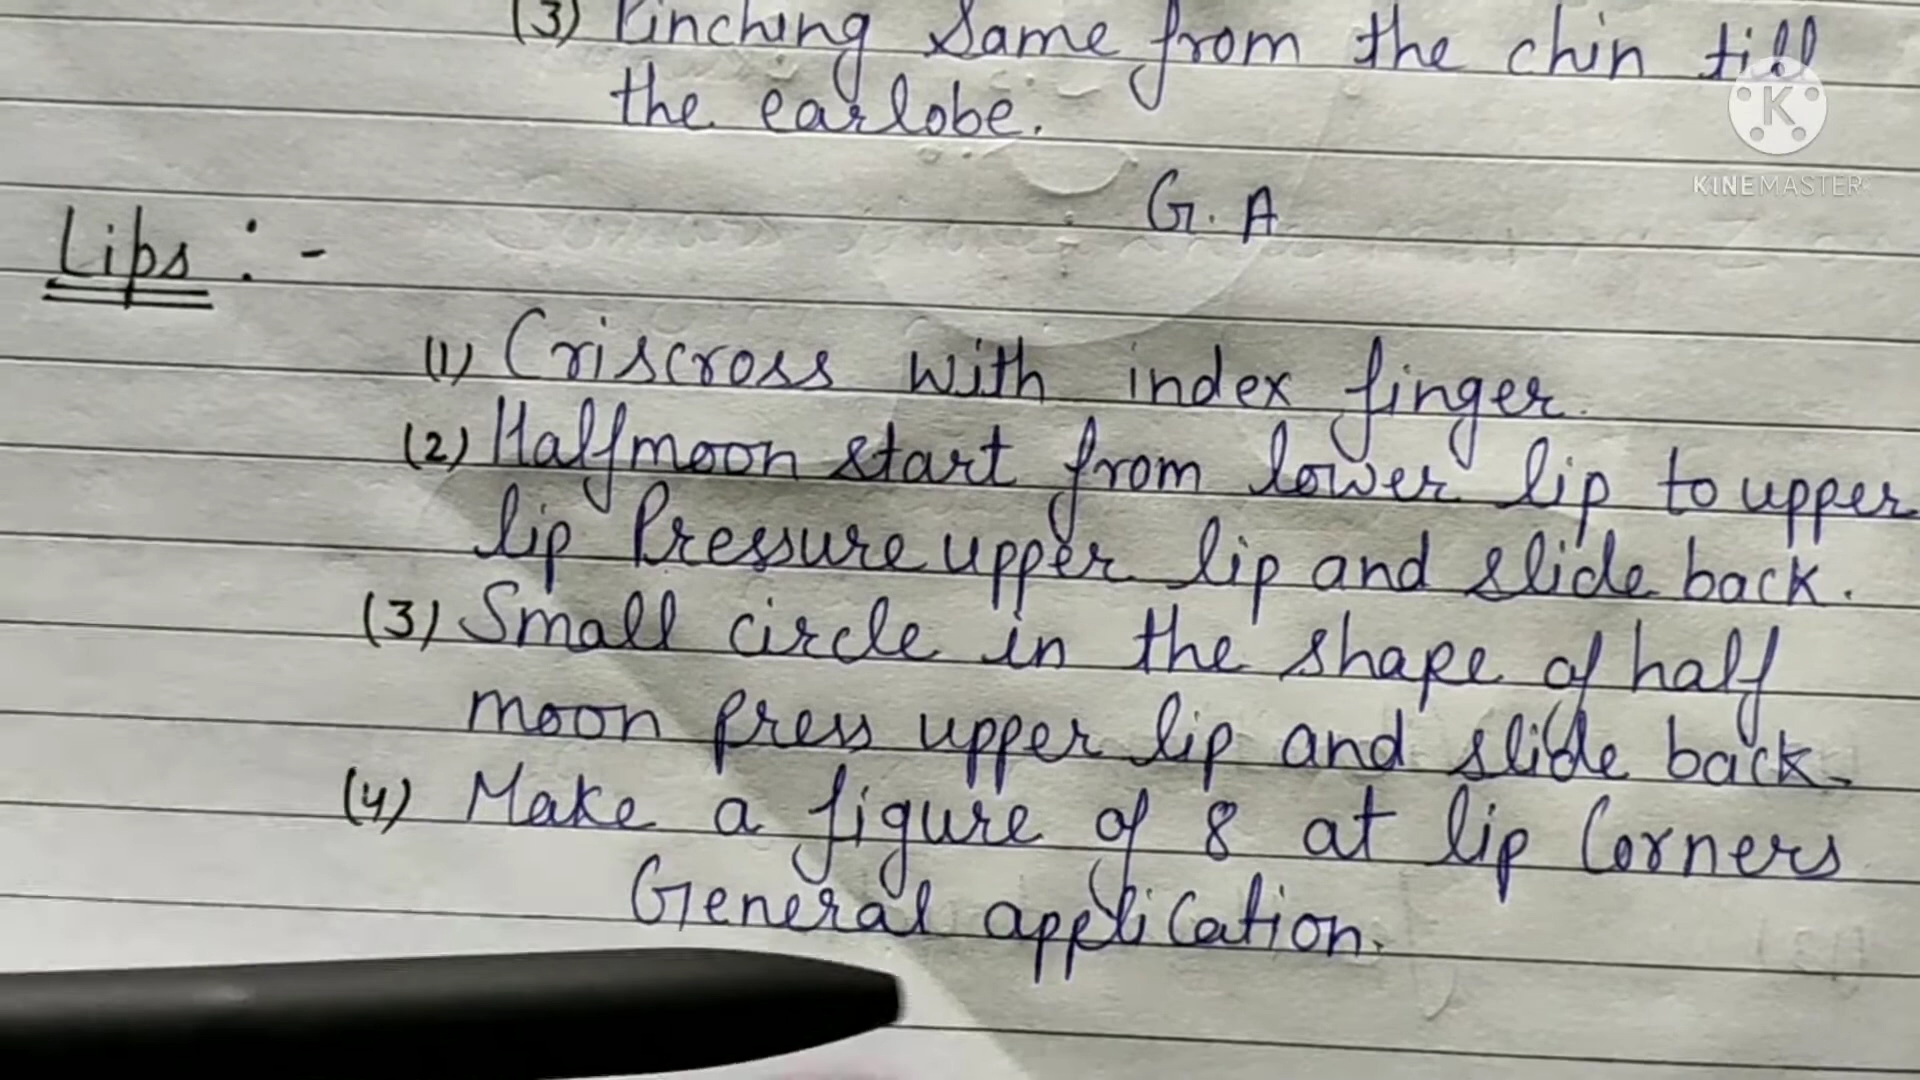 (3) Pinching Same from the chin till
the earlobe.
K
KINEMASTER
G. A
Lips :-
(1) Criscross with index finger.
(2) Halfmoon start from lower lip to upper
lip Pressure upper lip and slide back.
(3) Small circle in the shape of half
moon press upper lip and slide back.
(4) Make a figure of 8 at lip Corners
General application.